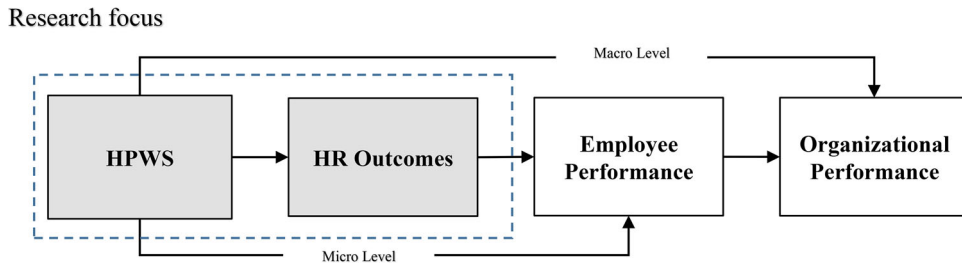 Research focus
Macro Level
HPWS
HR Outcomes
Employee
Performance
Organizational
Performance
Micro Level